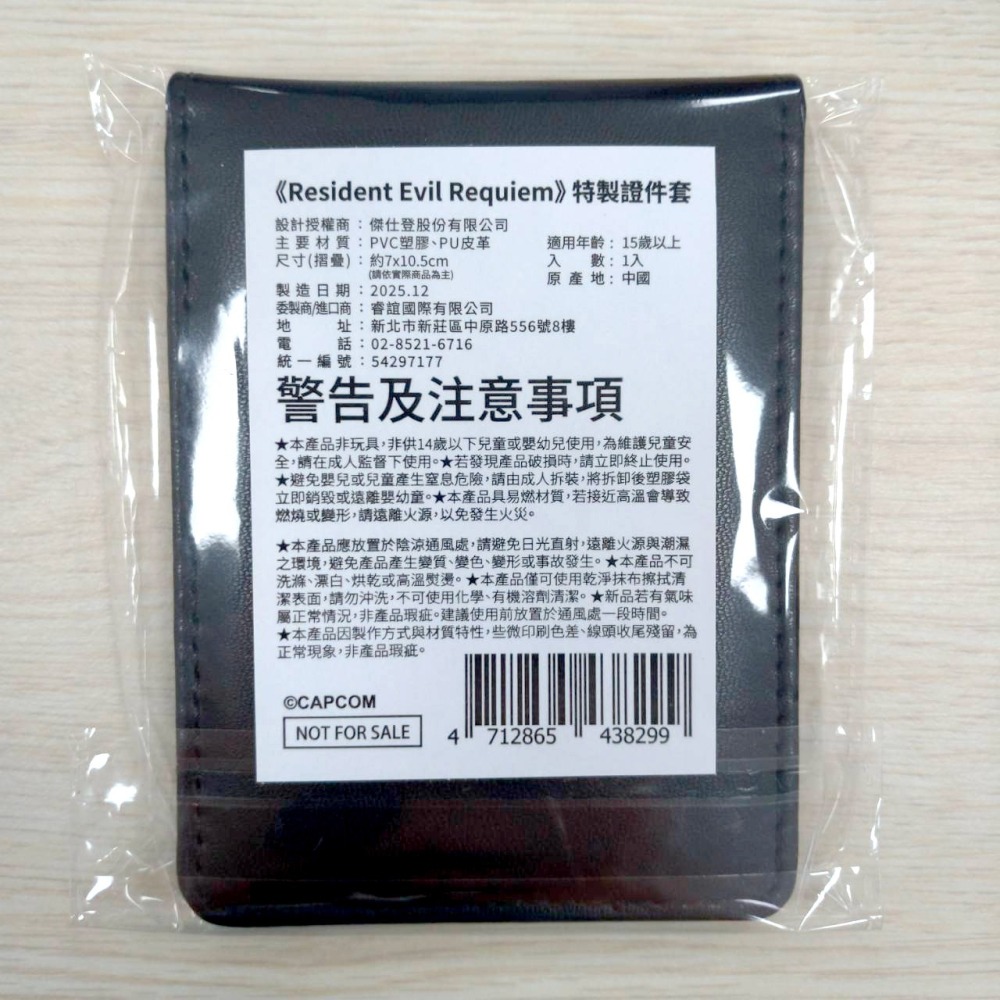 《Resident Evil Requiem》特製證件套
設計授權商：傑仕登股份有限公司
主要材質：PVC塑膠、PU皮革 適用年齡：15歲以上
尺寸(摺疊)：約7x10.5cm 入數：1入
(請依實際商品為主) 原產地：中國
製造日期：2025.12
委製商/進口商：睿誼國際有限公司
地址：新北市新莊區中原路556號8樓
電話：02-8521-6716
統一編號：54297177
警告及注意事項
★本產品非玩具，非供14歲以下兒童或嬰幼兒使用，為維護兒童安
全，請在成人監督下使用。★若發現產品破損時，請立即終止使用。
★避免嬰兒或兒童產生窒息危險，請由成人拆裝，將拆卸後塑膠袋
立即銷毀或遠離嬰幼童。★本產品具易燃材質，若接近高溫會導致
燃燒或變形，請遠離火源，以免發生火災。
★本產品應放置於陰涼通風處，請避免日光直射，遠離火源與潮濕
之環境，避免產品產生變質、變色、變形或事故發生。★本產品不可
洗滌、漂白、烘乾或高溫熨燙。★本產品僅可使用乾淨抹布擦拭清
潔表面，請勿沖洗，不可使用化學、有機溶劑清潔。★新品若有氣味
屬正常情況，非產品瑕疵。建議使用前放置於通風處一段時間。
★本產品因製作方式與材質特性，些微印刷色差、線頭收尾殘留，為
正常現象，非產品瑕疵。
©CAPCOM
NOT FOR SALE
4 712865 438299